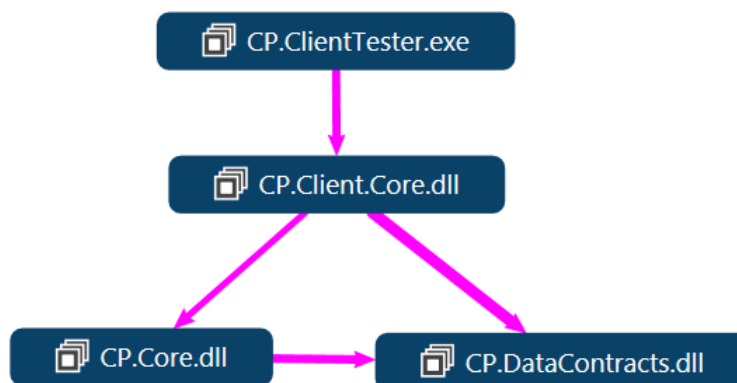 CP.ClientTester.exe
CP.Client.Core.dll
CP.Core.dll
CP.DataContracts.dll